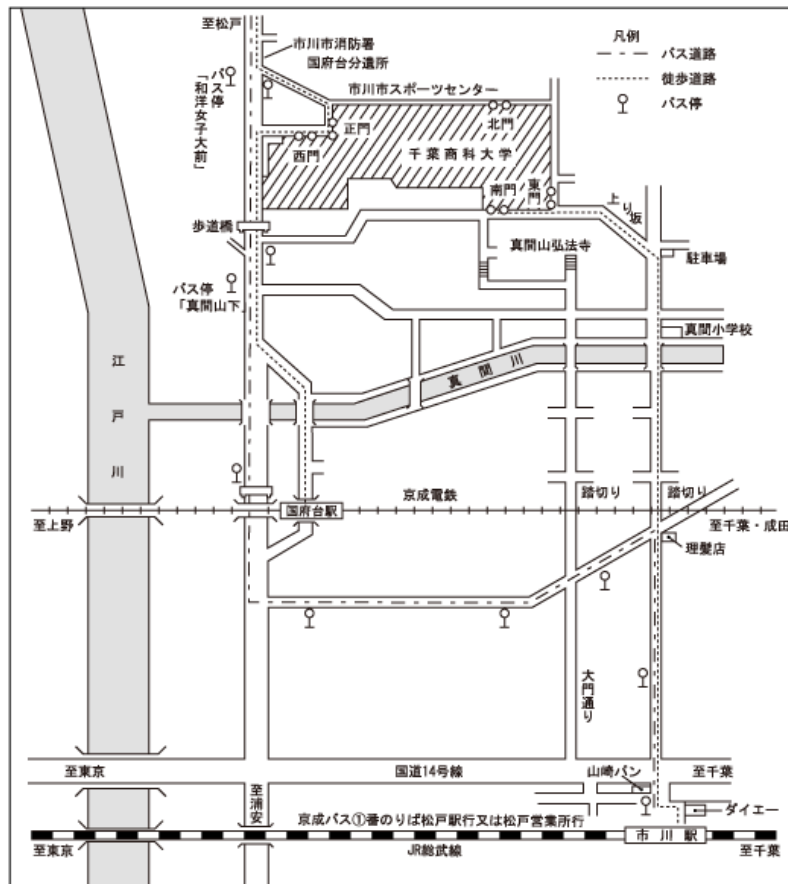 至松戸
市川市消防署
国府台分遣所
凡例
バス道路
徒歩道路
バス停
バス停
「和洋女子大前」
市川市スポーツセンター
正門
北門
西門
千葉商科大学
南門
東門
上り坂
歩道橋
真間山弘法寺
駐車場
バス停
「真間山下」
真間小学校
江戸川
真間川
京成電鉄
踏切り
踏切り
国府台駅
至上野
至千葉・成田
理髪店
大門通り
至東京
国道14号線
山崎パン
至千葉
至浦安
ダイエー
京成バス①番のりば松戸駅行又は松戸営業所行
市川駅
至東京
JR総武線
至千葉